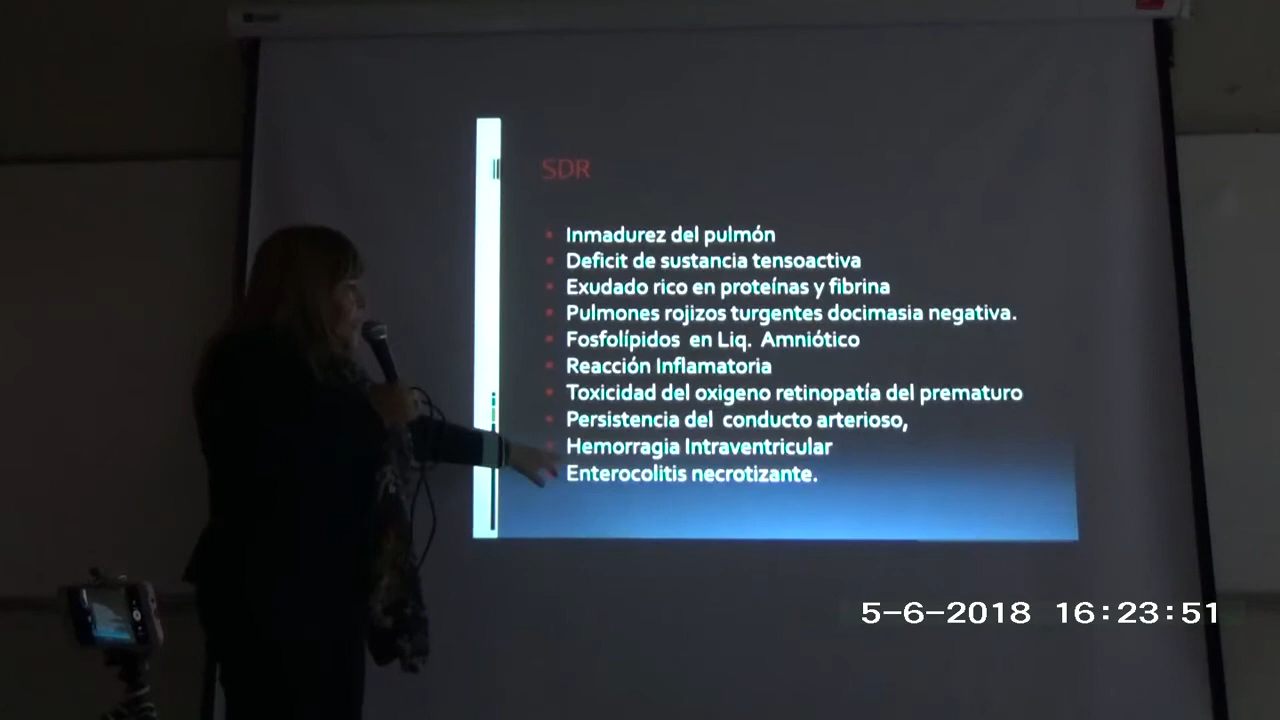 SDR
Inmadurez del pulmón
Deficit de sustancia tensoactiva
Exudado rico en proteínas y fibrina
Pulmones rojizos turgentes docimasia negativa.
Fosfolípidos en Liq. Amniótico
Reacción Inflamatoria
Toxicidad del oxigeno retinopatía del prematuro
Persistencia del conducto arterioso,
Hemorragia Intraventricular
Enterocolitis necrotizante.
5-6-2018 16:23:51